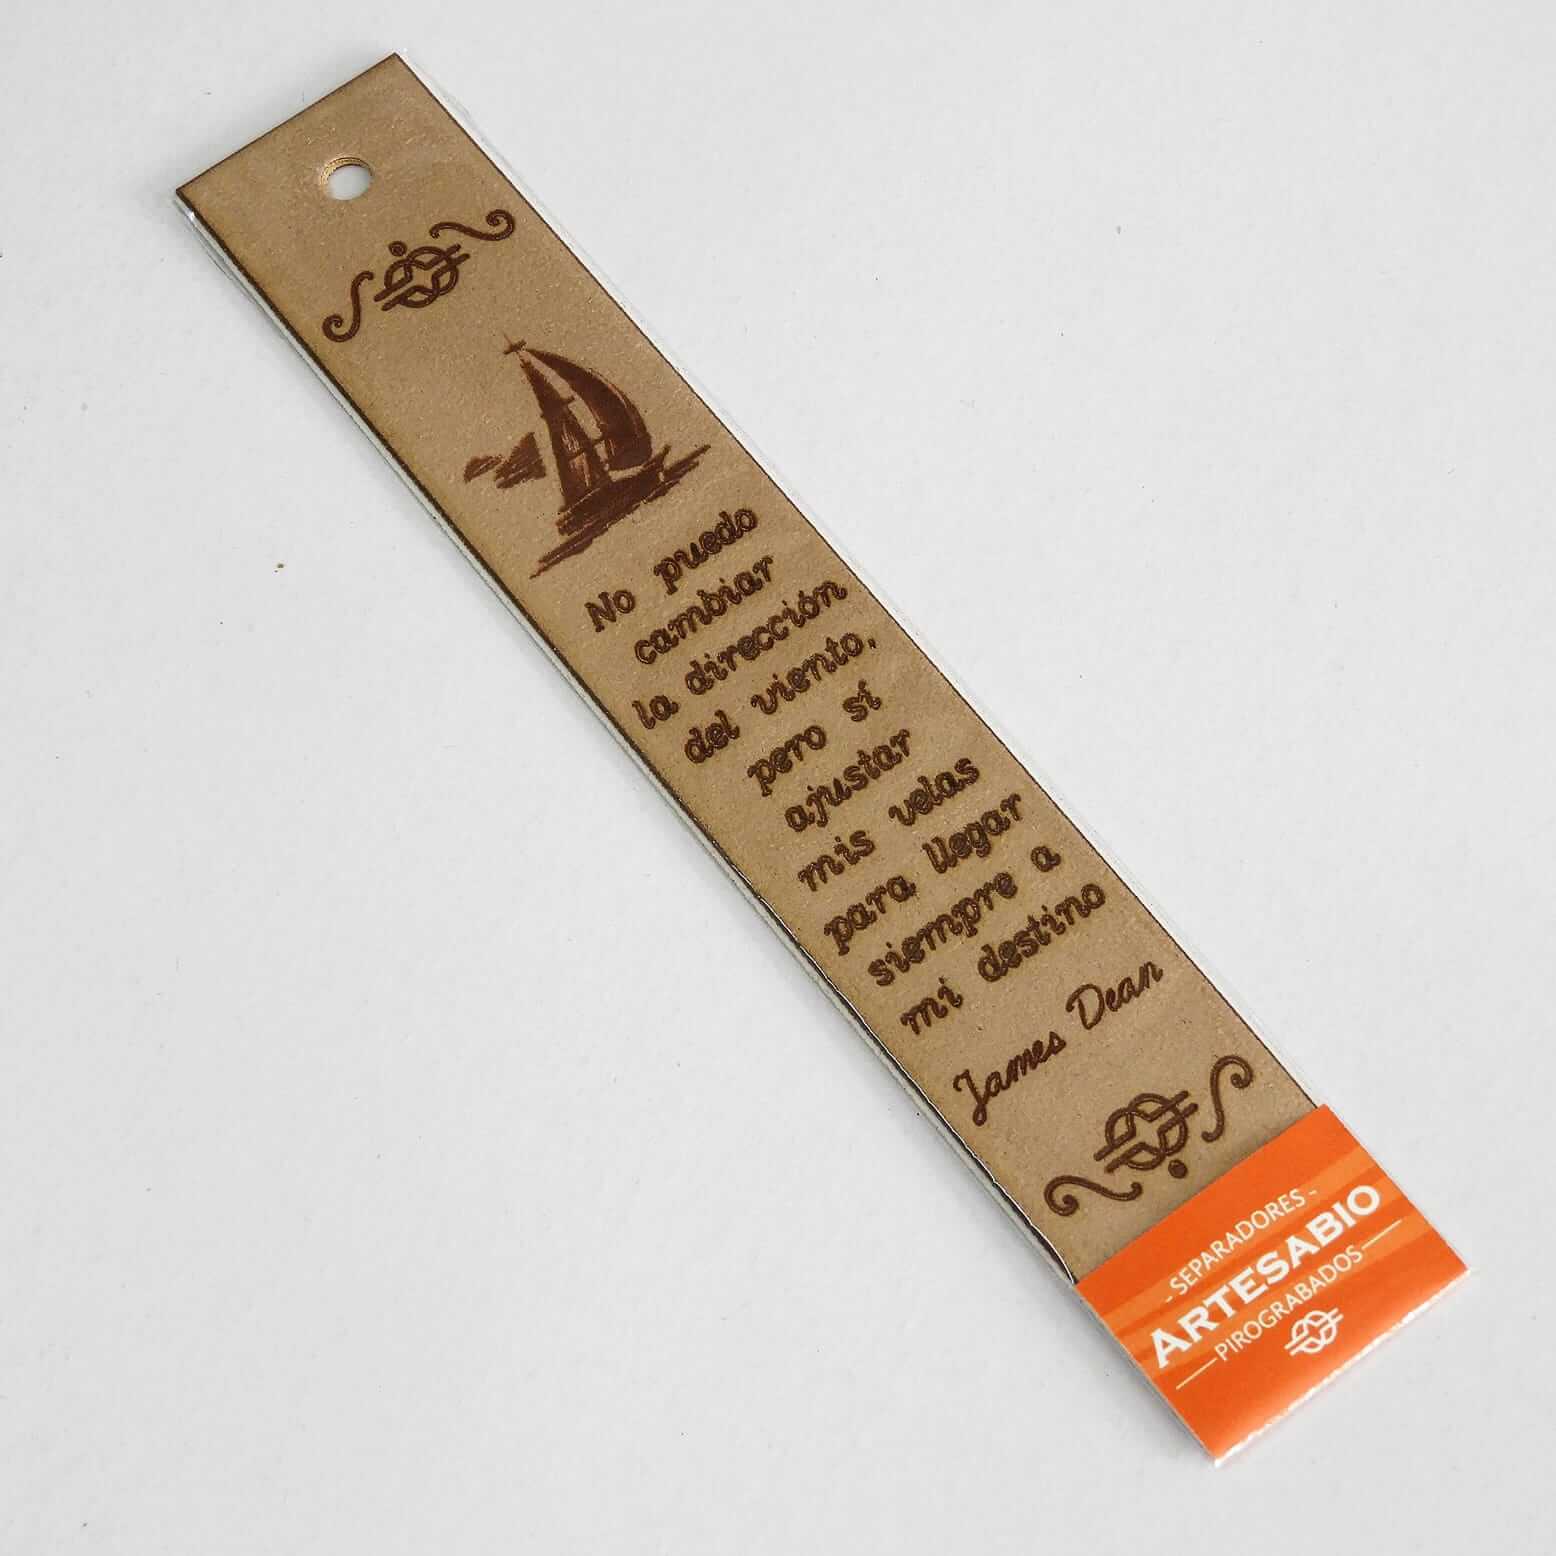 No puedo
cambiar
la dirección
del viento,
pero sí
ajustar
mis velas
para llegar
siempre a
mi destino
James Dean
- SEPARADORES -
ARTESABIO
PIROGRABADOS